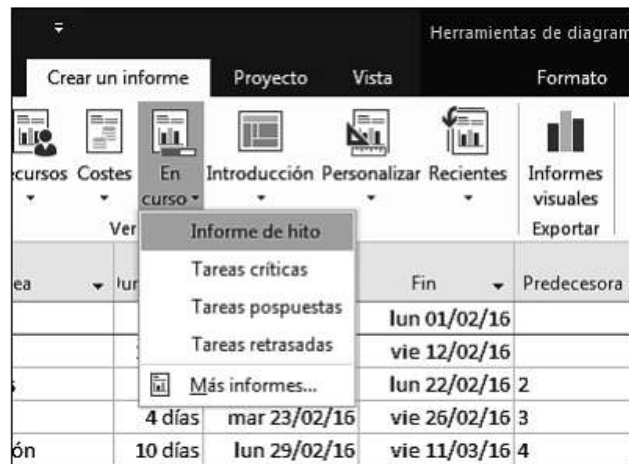 Herramientas de diagram
Crear un informe Proyecto Vista Formato
cursos Costes En curso Introducción Personalizar Recientes Informes visuales
Ver Exportar
Informe de hito
Tareas críticas
Tareas pospuestas
Tareas retrasadas
Más informes...
ea Dur Fin Predecesora
lun 01/02/16
vie 12/02/16
s lun 22/02/16 2
4 días mar 23/02/16 vie 26/02/16 3
ón 10 días lun 29/02/16 vie 11/03/16 4